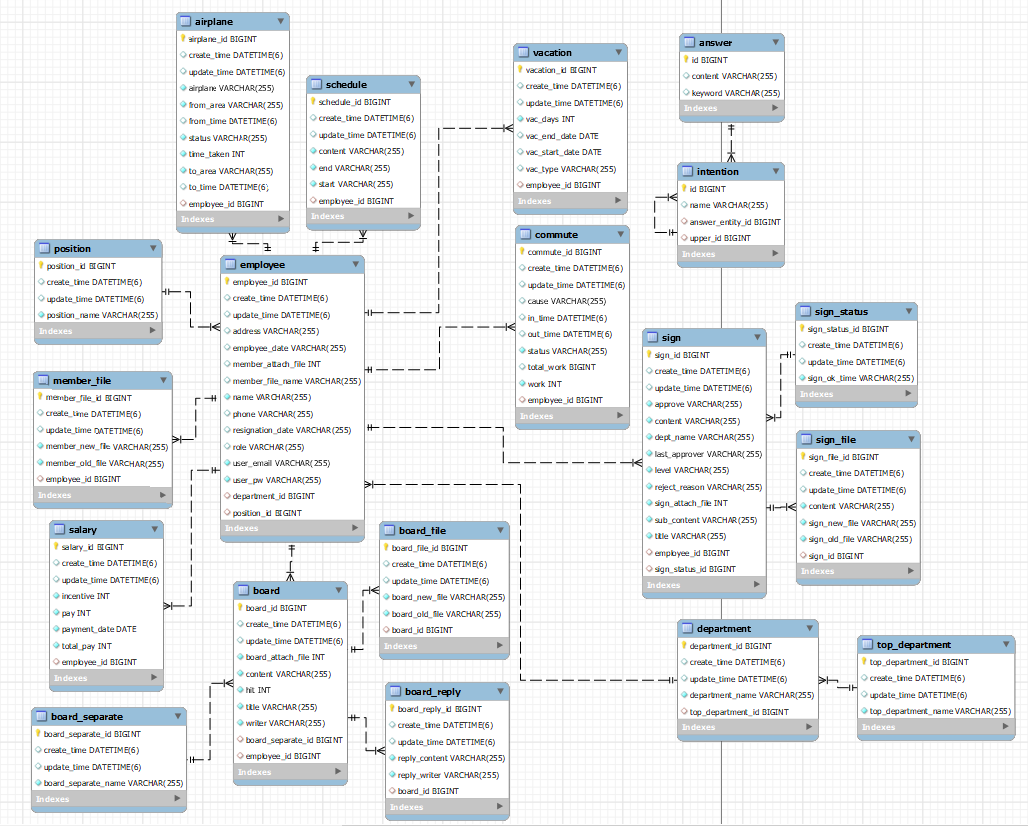 airplane
airplane_id BIGINT
create_time DATETIME(6)
update_time DATETIME(6)
airplane VARCHAR(255)
from_area VARCHAR(255)
from_time DATETIME(6)
status VARCHAR(255)
time_taken INT
to_area VARCHAR(255)
to_time DATETIME(6)
employee_id BIGINT
Indexes
schedule
schedule_id BIGINT
create_time DATETIME(6)
update_time DATETIME(6)
content VARCHAR(255)
end VARCHAR(255)
start VARCHAR(255)
employee_id BIGINT
Indexes
vacation
vacation_id BIGINT
create_time DATETIME(6)
update_time DATETIME(6)
vac_days INT
vac_end_date DATE
vac_start_date DATE
vac_type VARCHAR(255)
employee_id BIGINT
Indexes
answer
id BIGINT
content VARCHAR(255)
keyword VARCHAR(255)
Indexes
intention
id BIGINT
name VARCHAR(255)
answer_entity_id BIGINT
upper_id BIGINT
Indexes
position
position_id BIGINT
create_time DATETIME(6)
update_time DATETIME(6)
position_name VARCHAR(255)
Indexes
employee
employee_id BIGINT
create_time DATETIME(6)
update_time DATETIME(6)
address VARCHAR(255)
employee_date VARCHAR(255)
member_attach_file INT
member_file_name VARCHAR(255)
name VARCHAR(255)
phone VARCHAR(255)
resignation_date VARCHAR(255)
role VARCHAR(255)
user_email VARCHAR(255)
user_pw VARCHAR(255)
department_id BIGINT
position_id BIGINT
Indexes
commute
commute_id BIGINT
create_time DATETIME(6)
update_time DATETIME(6)
cause VARCHAR(255)
in_time DATETIME(6)
out_time DATETIME(6)
status VARCHAR(255)
total_work BIGINT
work INT
employee_id BIGINT
Indexes
sign
sign_id BIGINT
create_time DATETIME(6)
update_time DATETIME(6)
approve VARCHAR(255)
content VARCHAR(255)
dept_name VARCHAR(255)
last_approver VARCHAR(255)
level VARCHAR(255)
reject_reason VARCHAR(255)
sign_attach_file INT
sub_content VARCHAR(255)
title VARCHAR(255)
employee_id BIGINT
sign_status_id BIGINT
Indexes
sign_status
sign_status_id BIGINT
create_time DATETIME(6)
update_time DATETIME(6)
sign_ok_time VARCHAR(255)
Indexes
member_file
member_file_id BIGINT
create_time DATETIME(6)
update_time DATETIME(6)
member_new_file VARCHAR(255)
member_old_file VARCHAR(255)
employee_id BIGINT
Indexes
sign_file
sign_file_id BIGINT
create_time DATETIME(6)
update_time DATETIME(6)
content VARCHAR(255)
sign_new_file VARCHAR(255)
sign_old_file VARCHAR(255)
sign_id BIGINT
Indexes
salary
salary_id BIGINT
create_time DATETIME(6)
update_time DATETIME(6)
incentive INT
pay INT
payment_date DATE
total_pay INT
employee_id BIGINT
Indexes
board_file
board_file_id BIGINT
create_time DATETIME(6)
update_time DATETIME(6)
board_new_file VARCHAR(255)
board_old_file VARCHAR(255)
board_id BIGINT
Indexes
board
board_id BIGINT
create_time DATETIME(6)
update_time DATETIME(6)
board_attach_file INT
content VARCHAR(255)
hit INT
title VARCHAR(255)
writer VARCHAR(255)
board_separate_id BIGINT
employee_id BIGINT
Indexes
department
department_id BIGINT
create_time DATETIME(6)
update_time DATETIME(6)
department_name VARCHAR(255)
top_department_id BIGINT
Indexes
top_department
top_department_id BIGINT
create_time DATETIME(6)
update_time DATETIME(6)
top_department_name VARCHAR(255)
Indexes
board_separate
board_separate_id BIGINT
create_time DATETIME(6)
update_time DATETIME(6)
board_separate_name VARCHAR(255)
Indexes
board_reply
board_reply_id BIGINT
create_time DATETIME(6)
update_time DATETIME(6)
reply_content VARCHAR(255)
reply_writer VARCHAR(255)
board_id BIGINT
Indexes